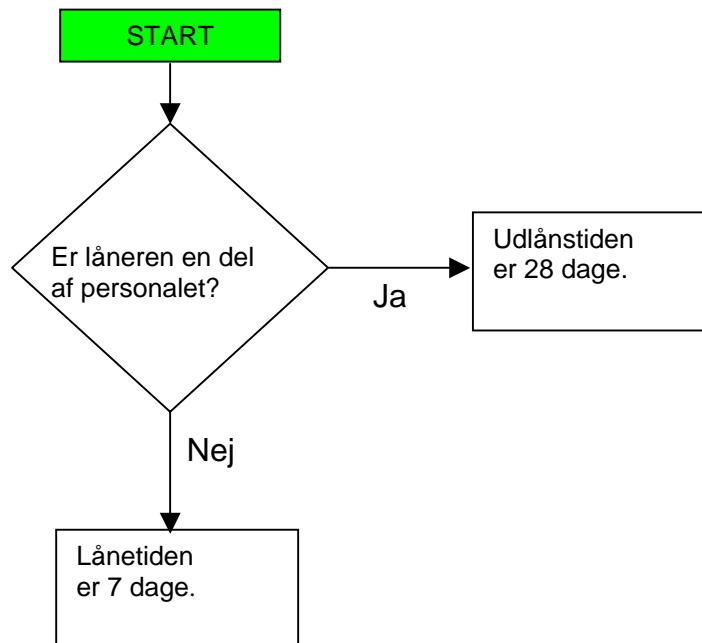 START
Er låneren en del
af personalet?
Ja
Udlånstiden
er 28 dage.
Nej
Lånetiden
er 7 dage.